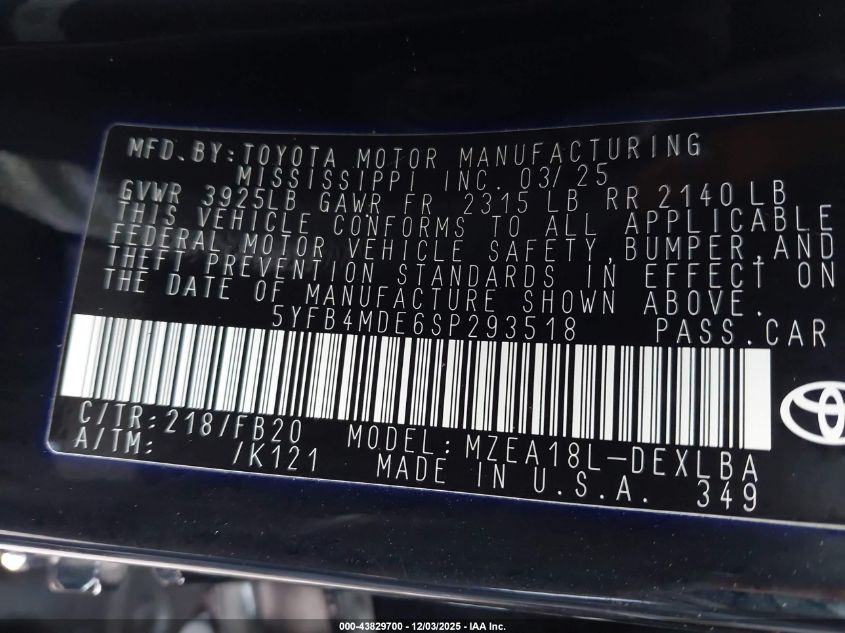 MFD.BY:TOYOTA MOTOR MANUFACTURING
MISSISSIPPI INC. 03/25
GVWR 3925LB GAWR FR 2315 LB RR 2140 LB
THIS VEHICLE CONFORMS TO ALL APPLICABLE
FEDERAL MOTOR VEHICLE SAFETY,BUMPER,AND
THEFT PREVENTION STANDARDS IN EFFECT ON
THE DATE OF MANUFACTURE SHOWN ABOVE.
5YFB4MDE6SP293518 PASS.CAR
C/TR:218/FB20 MODEL:MZEA18L-DEXLBA
A/TM: /K121 MADE IN U.S.A. 349
000-43829700 - 12/03/2025 - IAA Inc.